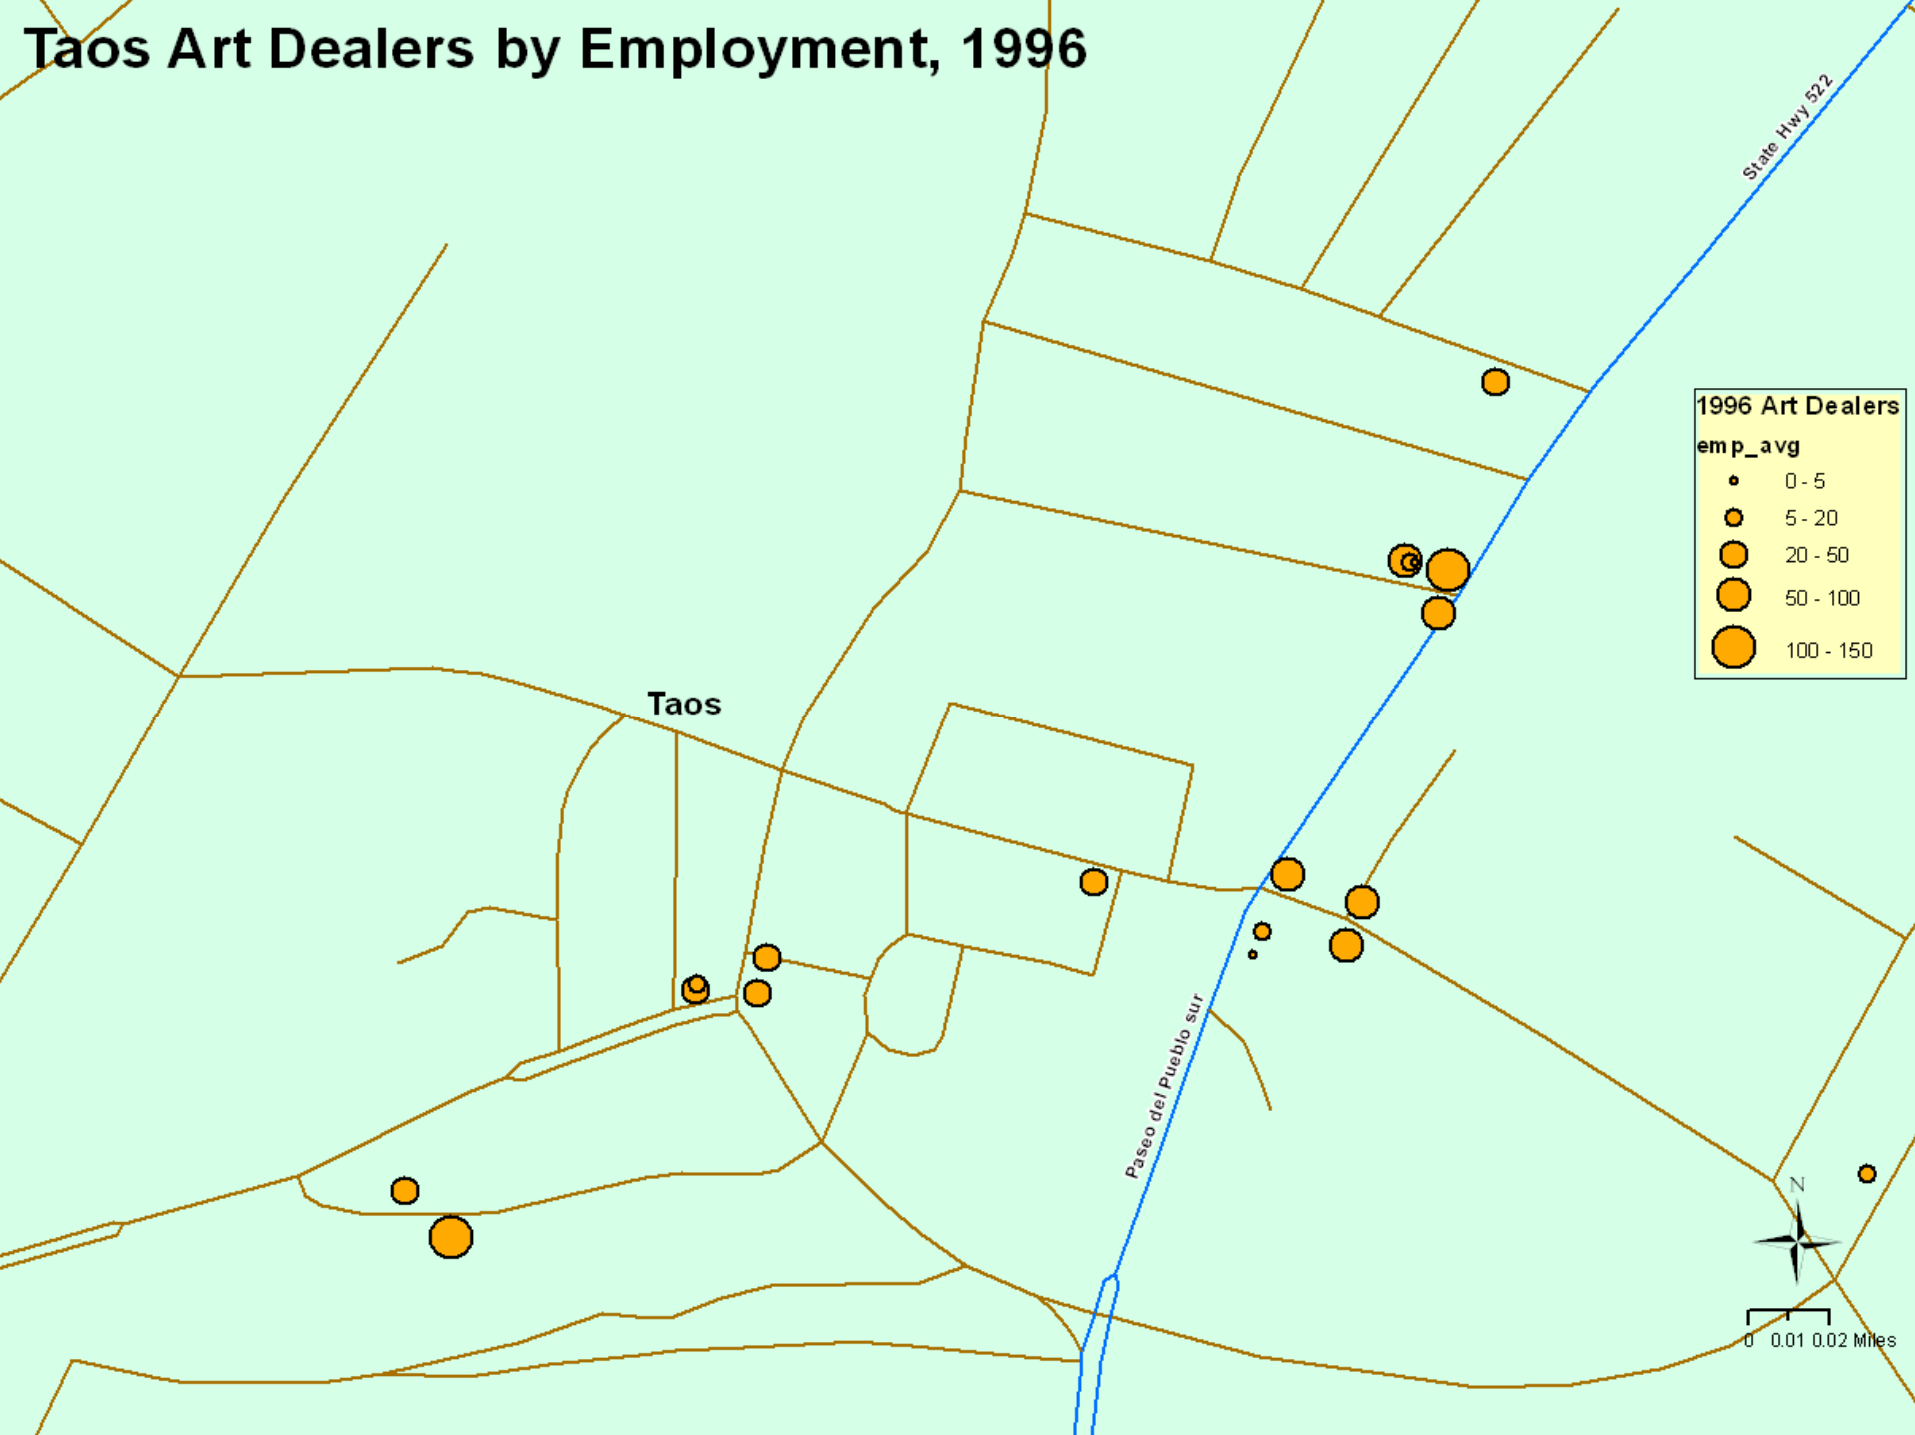 Taos Art Dealers by Employment, 1996
State Hwy 522
1996 Art Dealers
emp_avg
0 - 5
5 - 20
20 - 50
50 - 100
100 - 150
Taos
Paseo del Pueblo sur
N
0 0.01 0.02 Miles